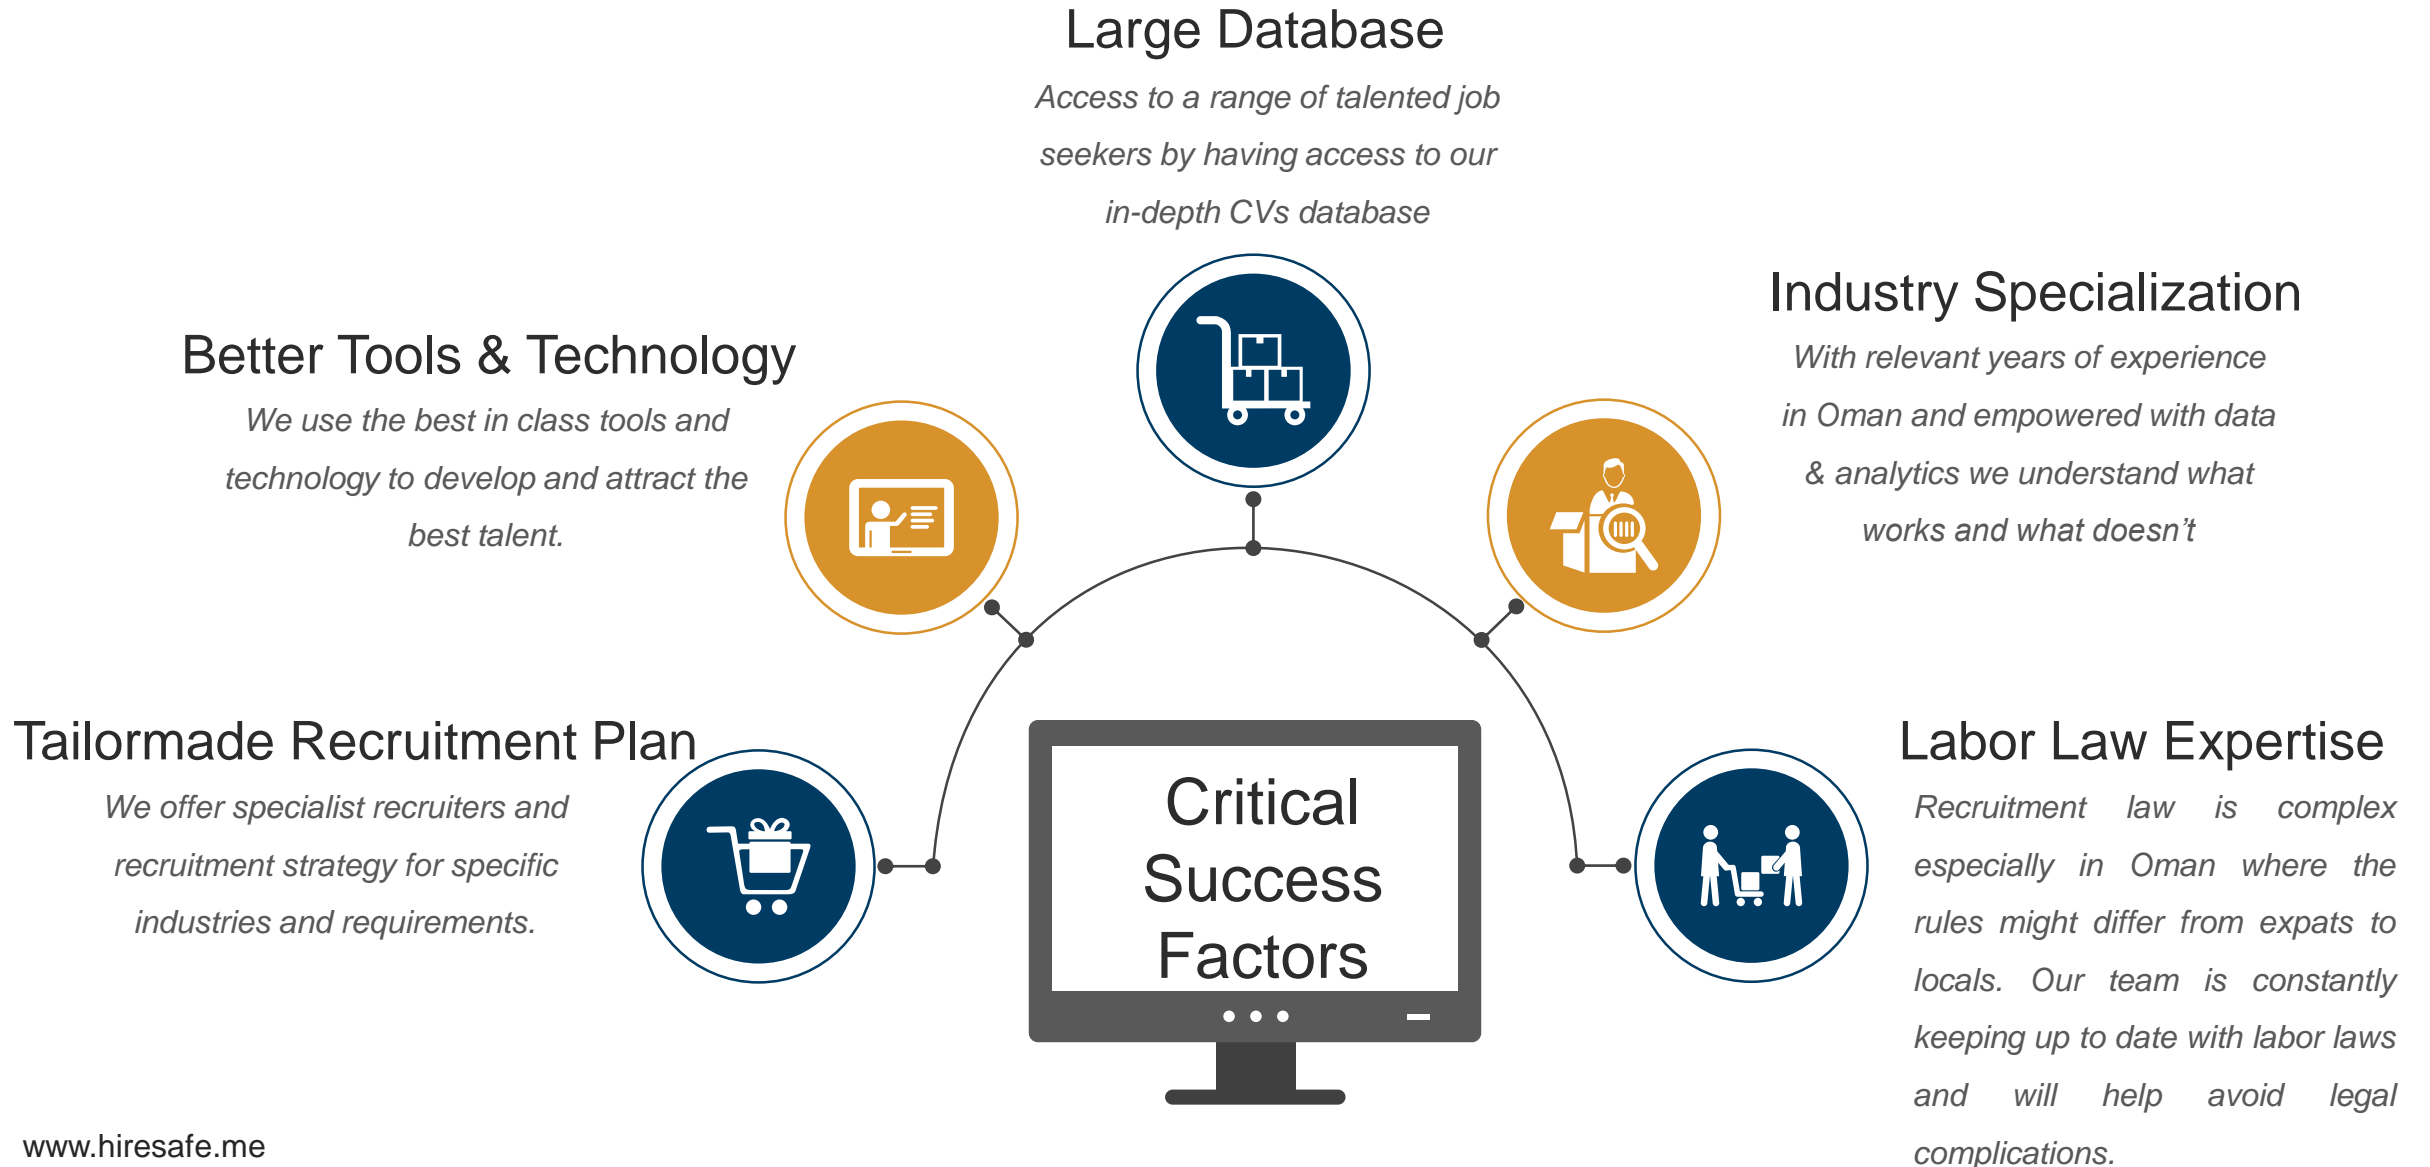 Large Database
Access to a range of talented job
seekers by having access to our
in-depth CVs database
Better Tools & Technology
We use the best in class tools and
technology to develop and attract the
best talent.
Industry Specialization
With relevant years of experience
in Oman and empowered with data
& analytics we understand what
works and what doesn’t
Tailormade Recruitment Plan
We offer specialist recruiters and
recruitment strategy for specific
industries and requirements.
Critical
Success
Factors
Labor Law Expertise
Recruitment law is complex
especially in Oman where the
rules might differ from expats to
locals. Our team is constantly
keeping up to date with labor laws
and will help avoid legal
complications.
www.hiresafe.me